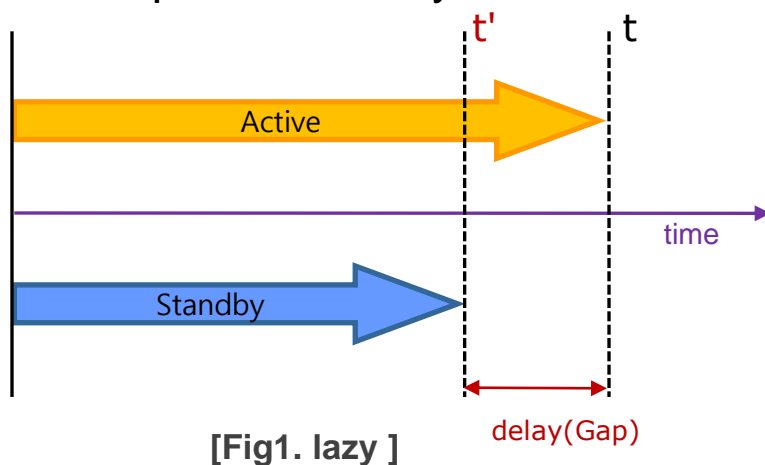 t'
t
Active
time
Standby
delay(Gap)
[Fig1. lazy ]